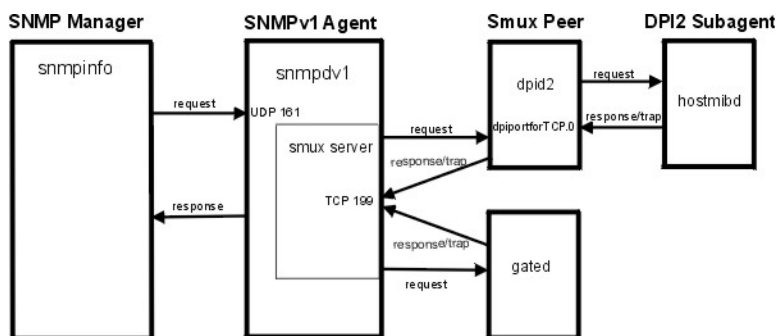 SNMP Manager
SNMPv1 Agent
Smux Peer
DPI2 Subagent
snmpinfo
snmpdv1
dpid2
request
hostmibd
request
UDP 161
dpiportforTCP.0
response/trap
request
smux server
response/trap
TCP 199
response
response/trap
gated
request